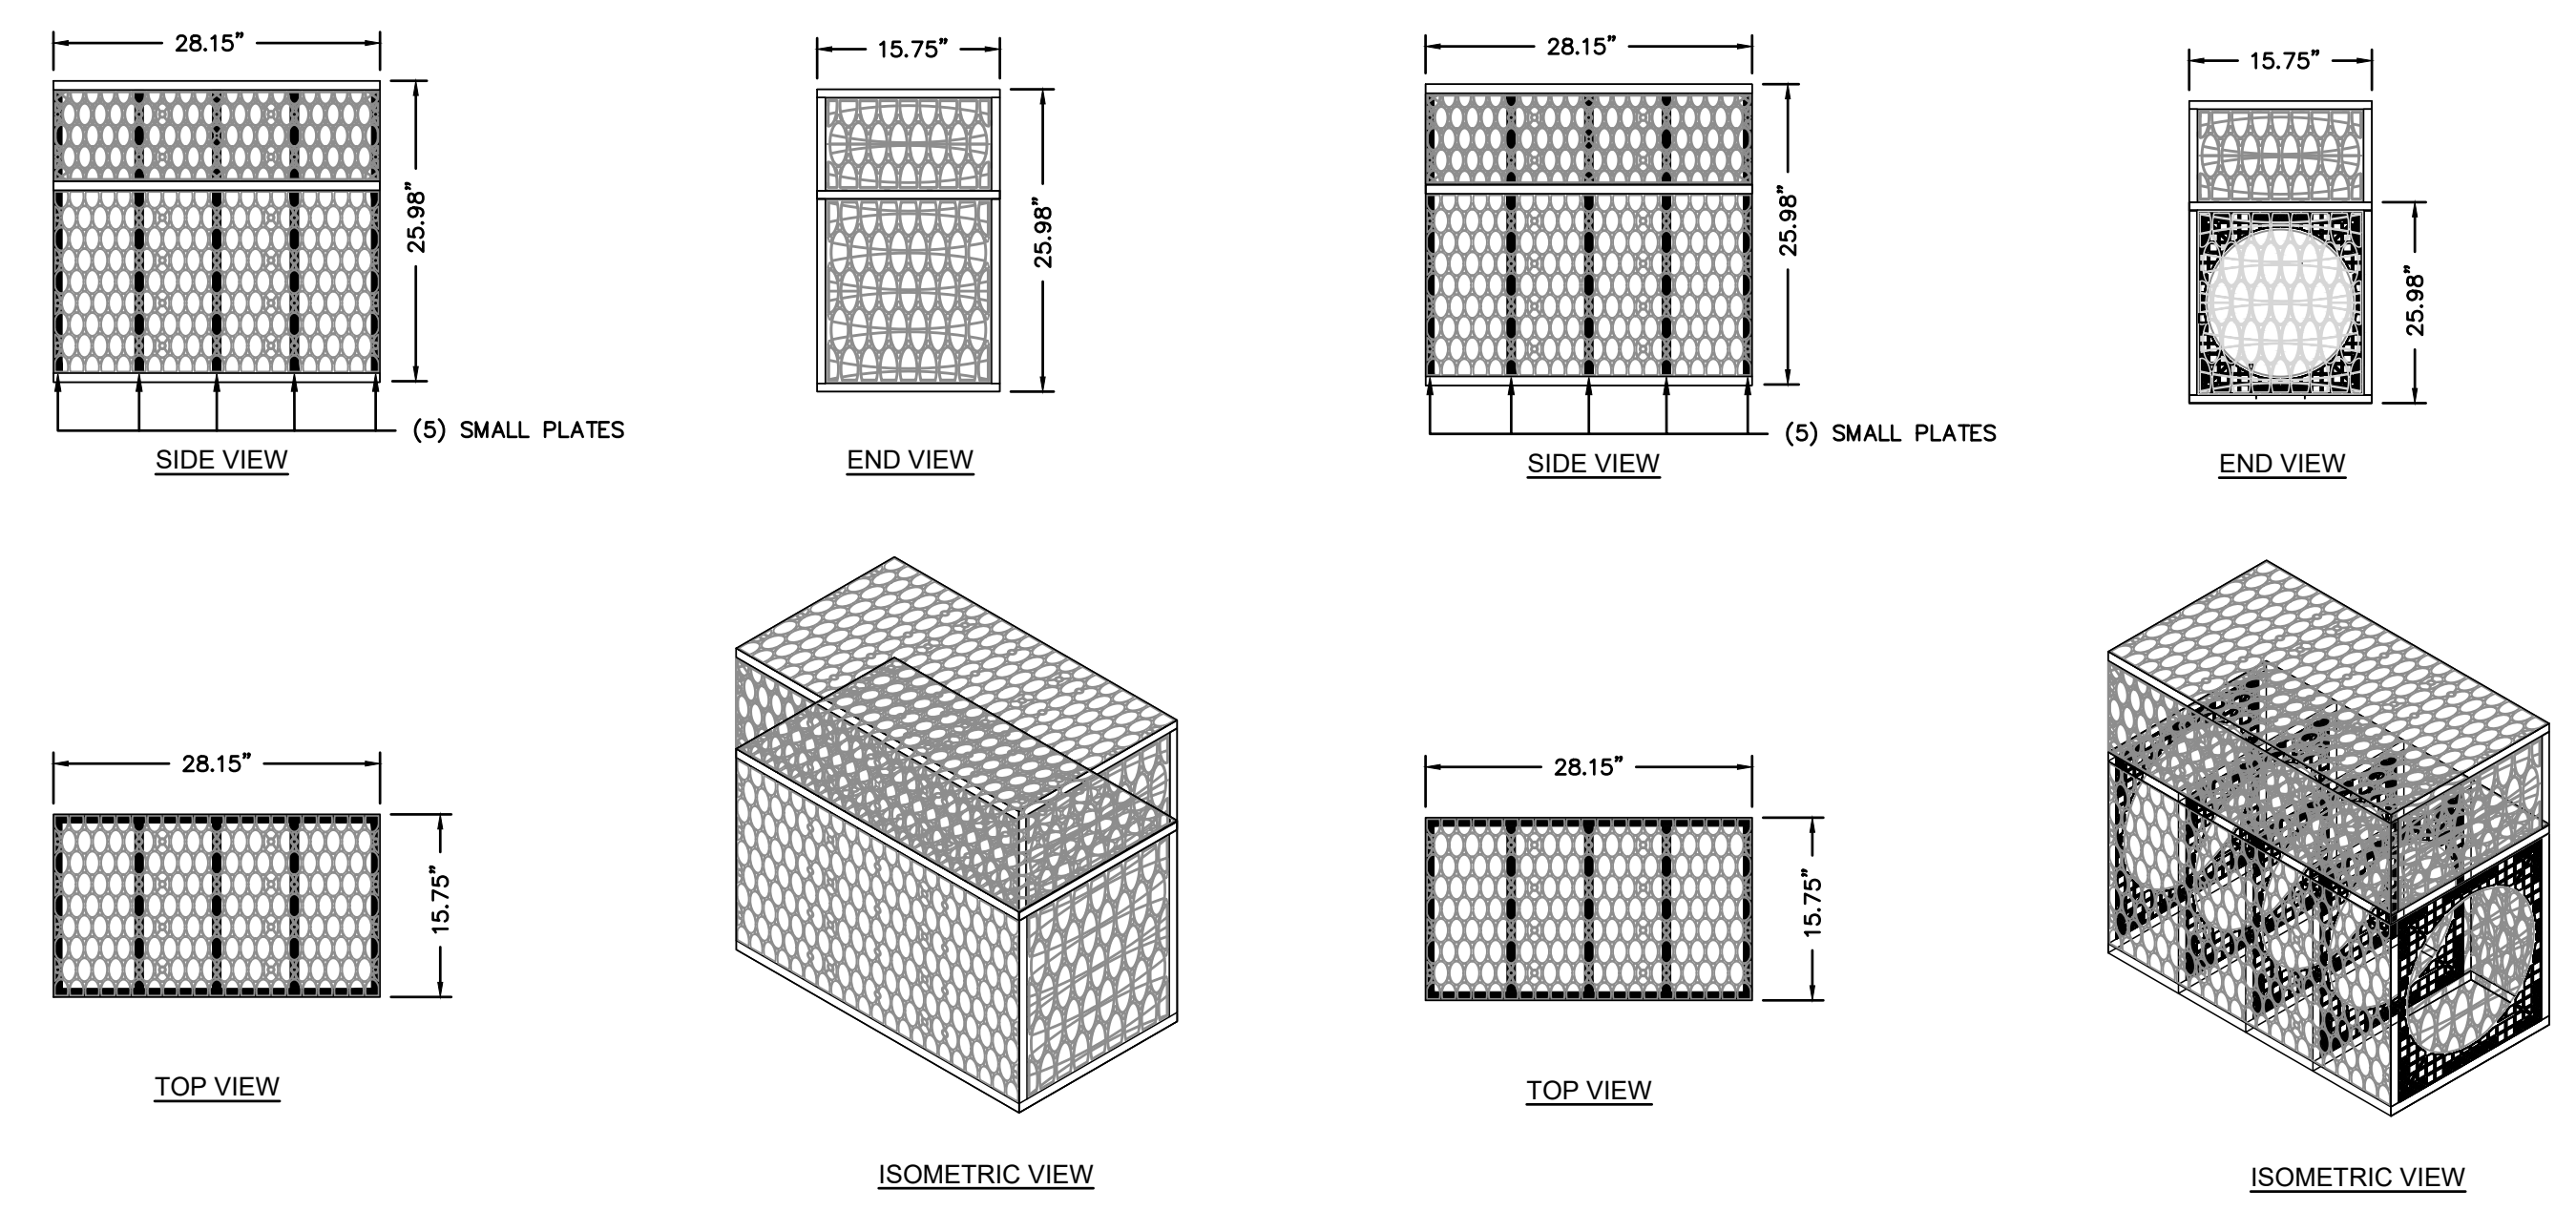 28.15”
25.98”
(5) SMALL PLATES
SIDE VIEW
15.75”
25.98”
END VIEW
28.15”
15.75”
TOP VIEW
ISOMETRIC VIEW
28.15”
25.98”
(5) SMALL PLATES
SIDE VIEW
15.75”
25.98”
END VIEW
28.15”
15.75”
TOP VIEW
ISOMETRIC VIEW